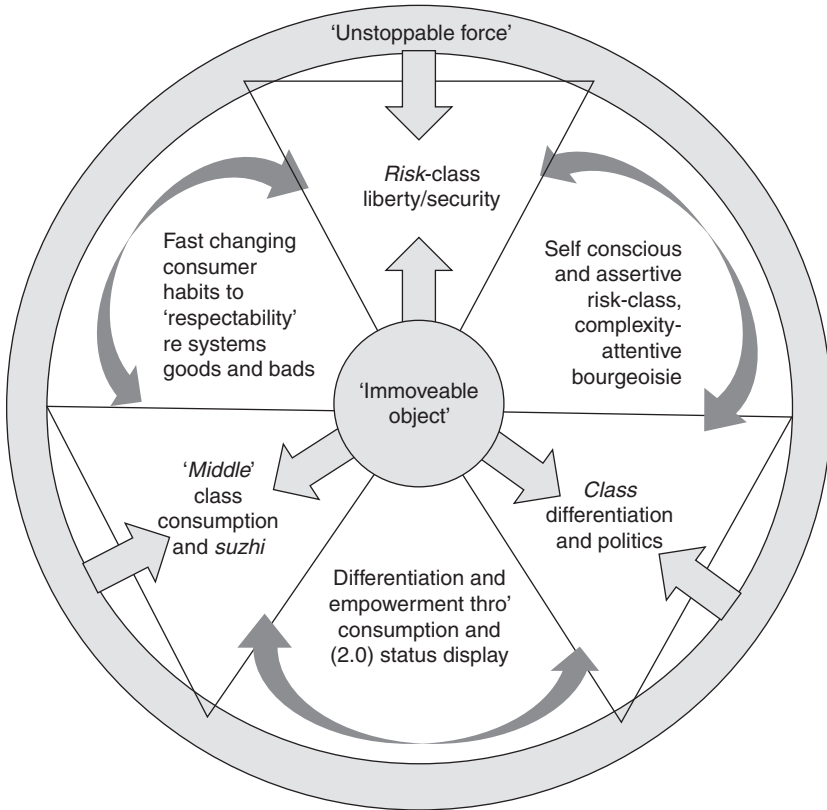 ‘Unstoppable force’
Risk-class
liberty/security
Fast changing
consumer
habits to
‘respectability’
re systems
goods and bads
Self conscious
and assertive
risk-class,
complexity-
attentive
bourgeoisie
‘Immoveable
object’
‘Middle’
class
consumption
and suzhi
Class
differentiation
and politics
Differentiation and
empowerment thro’
consumption and
(2.0) status display